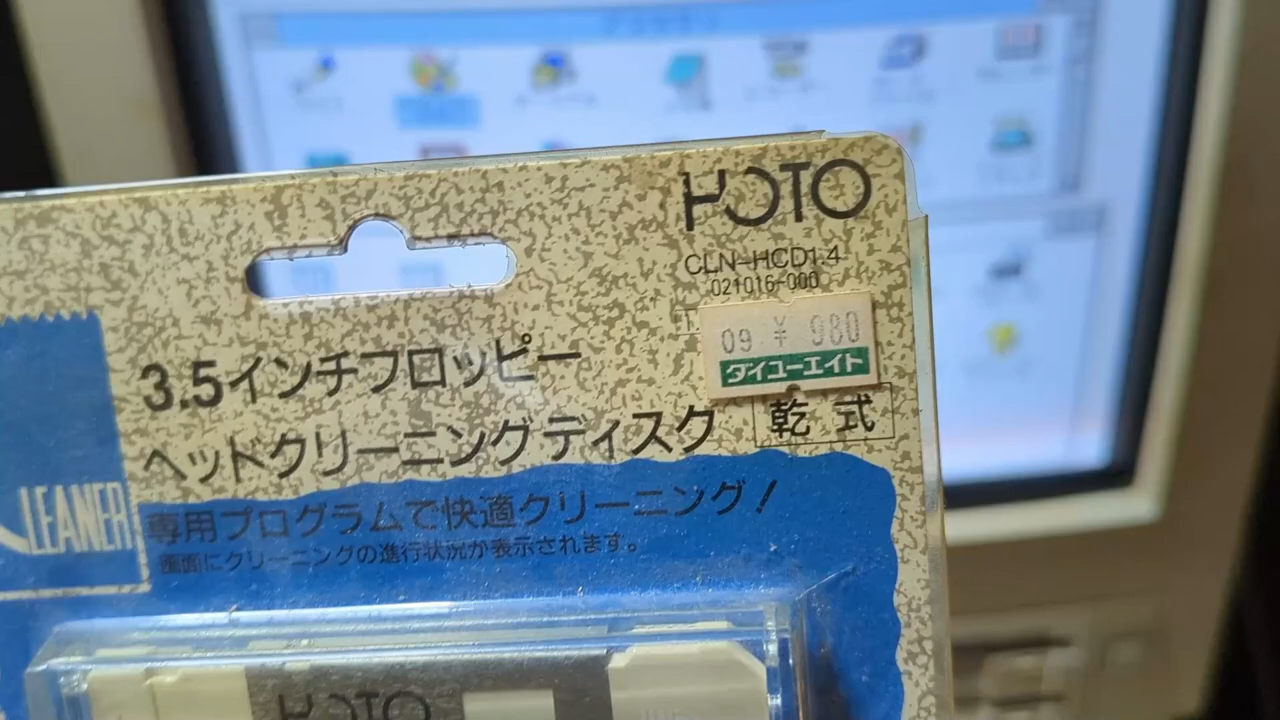 HOTO
CLN-HCD1.4
021016-000
09 ¥ 980
ダイユーエイト
3.5インチフロッピー
ヘッドクリーニングディスク
乾式
LEANER
専用プログラムで快適クリーニング!
画面にクリーニングの進行状況が表示されます。
HOTO